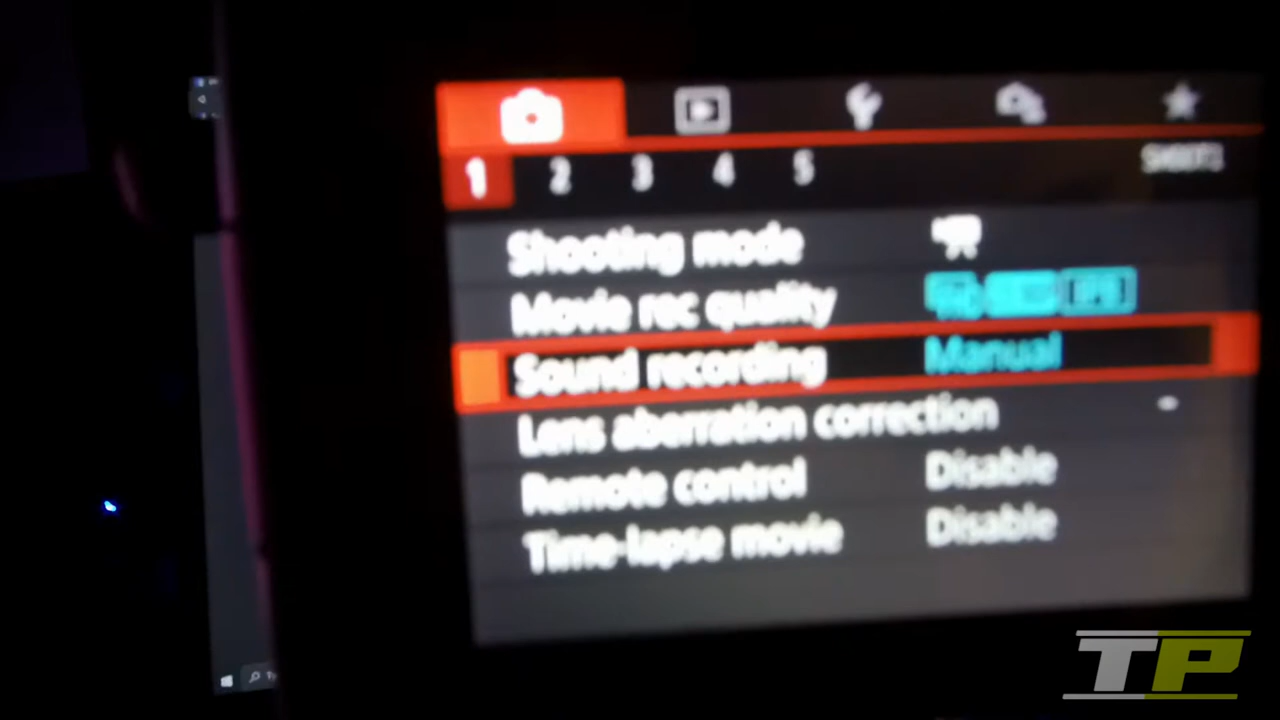 1 2 3 4 5 SHOOT1
Shooting mode
Movie rec quality
Sound recording Manual
Lens aberration correction
Remote control Disable
Time-lapse movie Disable
TP